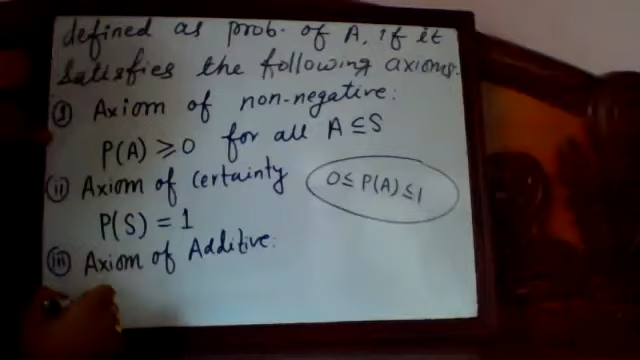 defined as prob. of A, if it
satisfies the following axioms.
(i) Axiom of non-negative:
P(A) ≥ 0 for all A ⊆ S
(ii) Axiom of certainty
0 ≤ P(A) ≤ 1
P(S) = 1
(iii) Axiom of Additive: